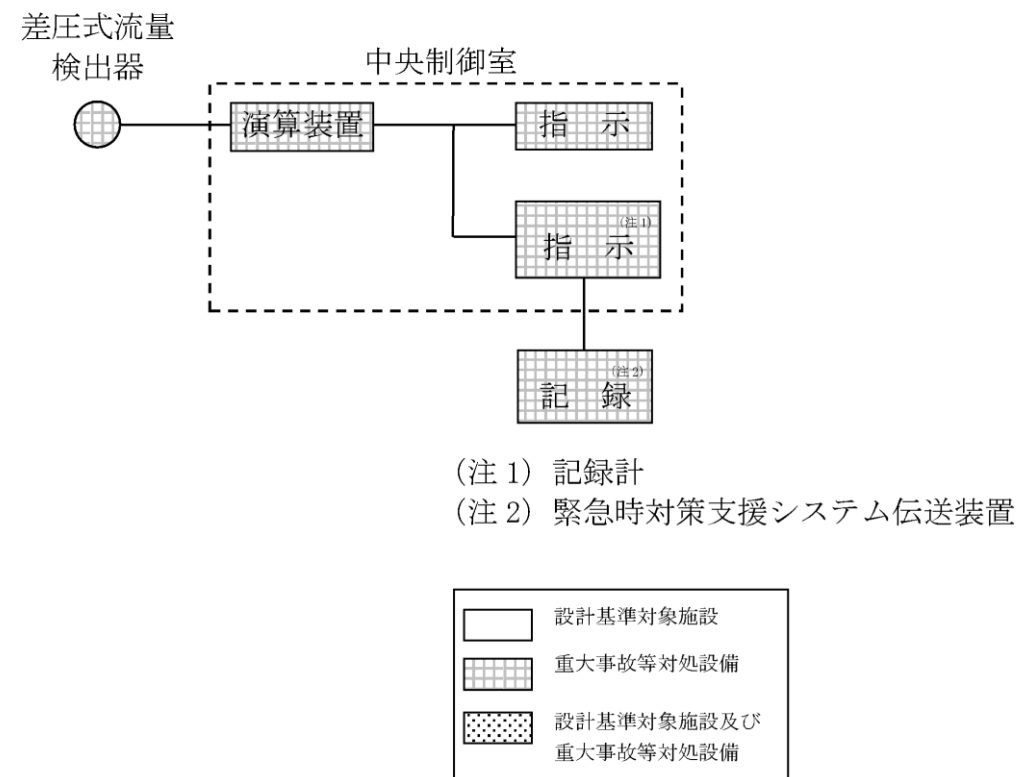 差圧式流量
検出器
中央制御室
演算装置
指 示
指 示 (注1)
記 録 (注2)
(注 1) 記録計
(注 2) 緊急時対策支援システム伝送装置
設計基準対象施設
重大事故等対処設備
設計基準対象施設及び
重大事故等対処設備